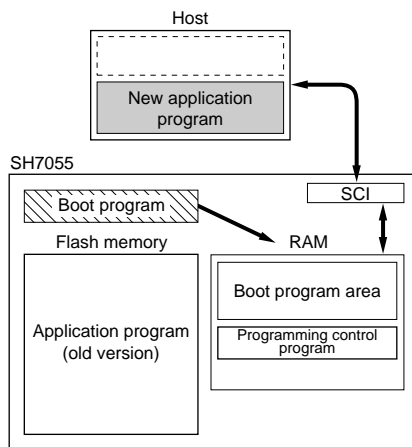 Host
New application
program
SH7055
SCI
Boot program
Flash memory
RAM
Application program
(old version)
Boot program area
Programming control
program